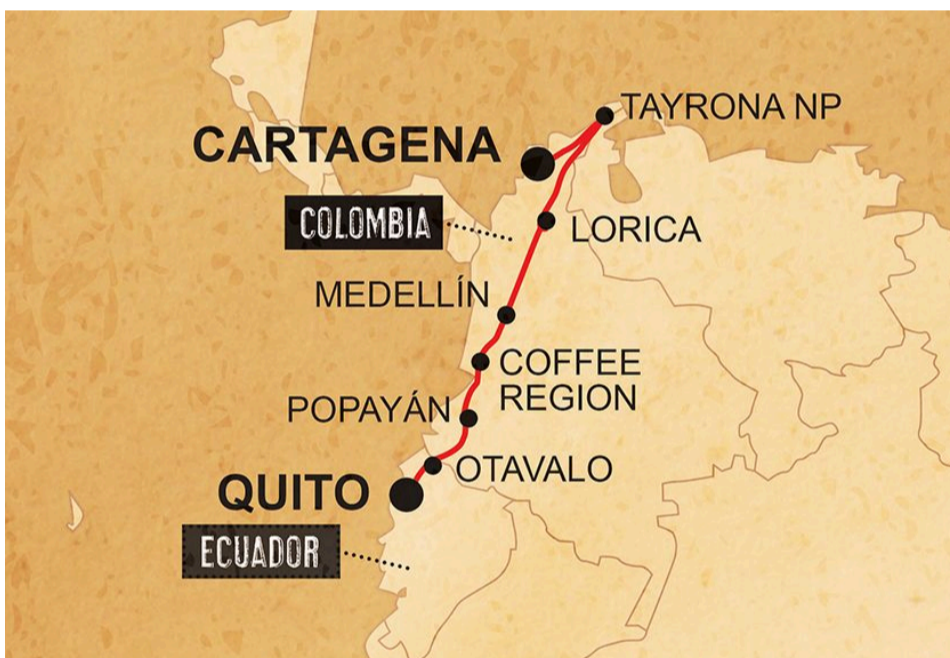 TAYRONA NP
CARTAGENA
COLOMBIA
LORICA
MEDELLÍN
COFFEE
REGION
POPAYÁN
OTAVALO
QUITO
ECUADOR